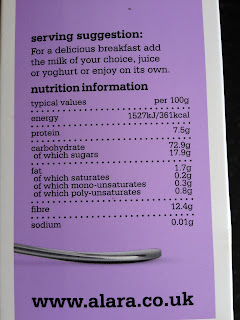 serving suggestion:
For a delicious breakfast add
the milk of your choice, juice
or yoghurt or enjoy on its own.
nutrition information
typical values per 100g
energy 1527kJ/361kcal
protein 7.5g
carbohydrate 72.9g
of which sugars 17.9g
fat 1.7g
of which saturates 0.2g
of which mono-unsaturates 0.3g
of which poly-unsaturates 0.8g
fibre 12.4g
sodium 0.01g
www.alara.co.uk